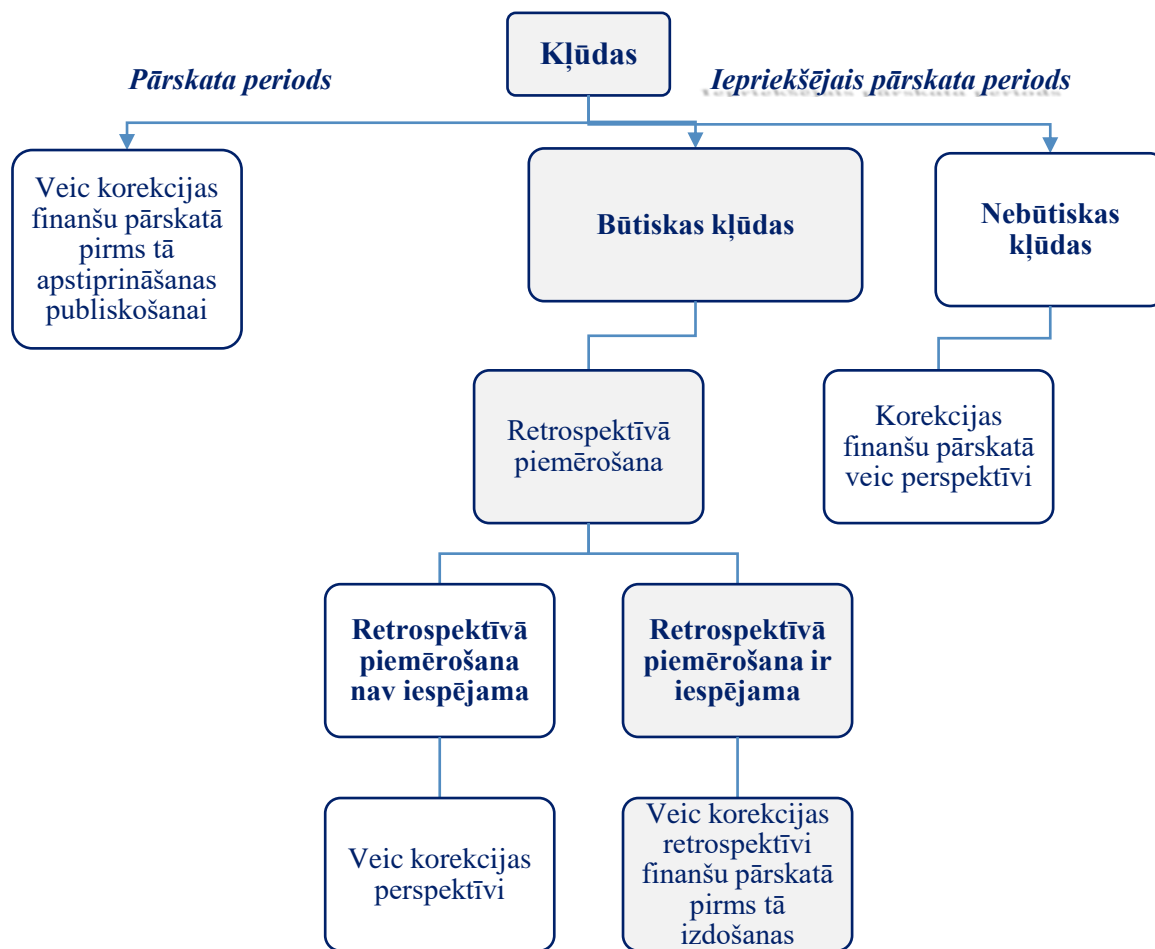 Kļūdas
Pārskata periods
Iepriekšējais pārskata periods
Veic korekcijas
finanšu pārskatā
pirms tā
apstiprināšanas
publiskošanai
Būtiskas kļūdas
Nebūtiskas
kļūdas
Retrospektīvā
piemērošana
Korekcijas
finanšu pārskatā
veic perspektīvi
Retrospektīvā
piemērošana
nav iespējama
Retrospektīvā
piemērošana ir
iespējama
Veic korekcijas
perspektīvi
Veic korekcijas
retrospektīvi
finanšu pārskatā
pirms tā
izdošanas